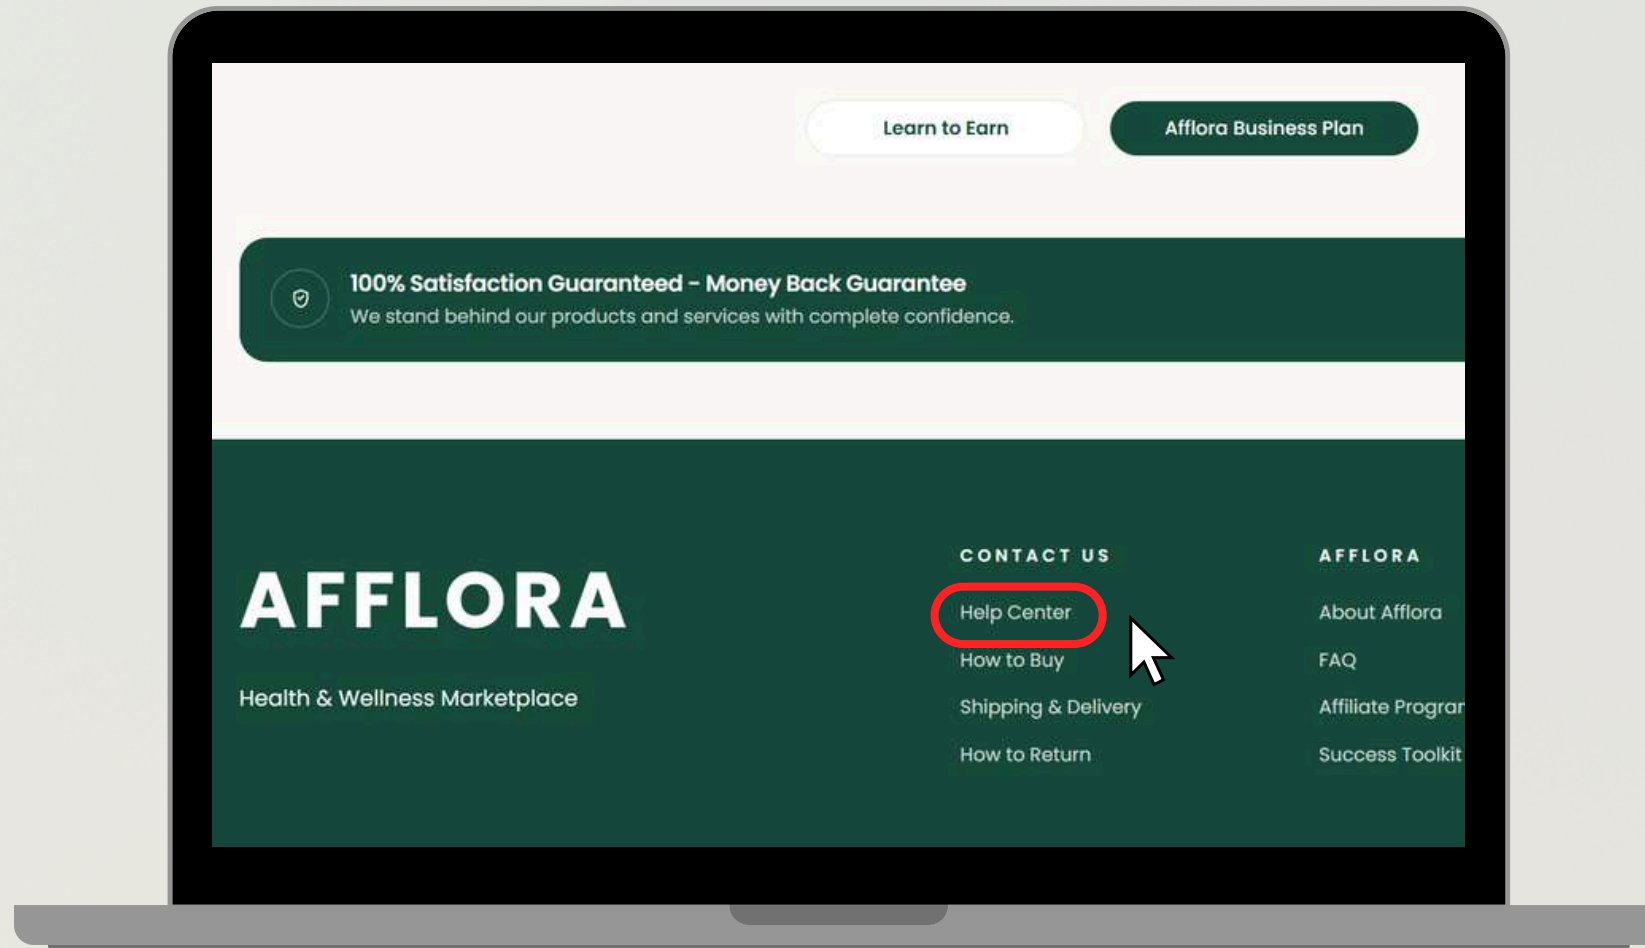 Learn to Earn
Afflora Business Plan
100% Satisfaction Guaranteed - Money Back Guarantee
We stand behind our products and services with complete confidence.
AFFLORA
Health & Wellness Marketplace
CONTACT US
Help Center
How to Buy
Shipping & Delivery
How to Return
AFFLORA
About Afflora
FAQ
Affiliate Progra
Success Toolkit